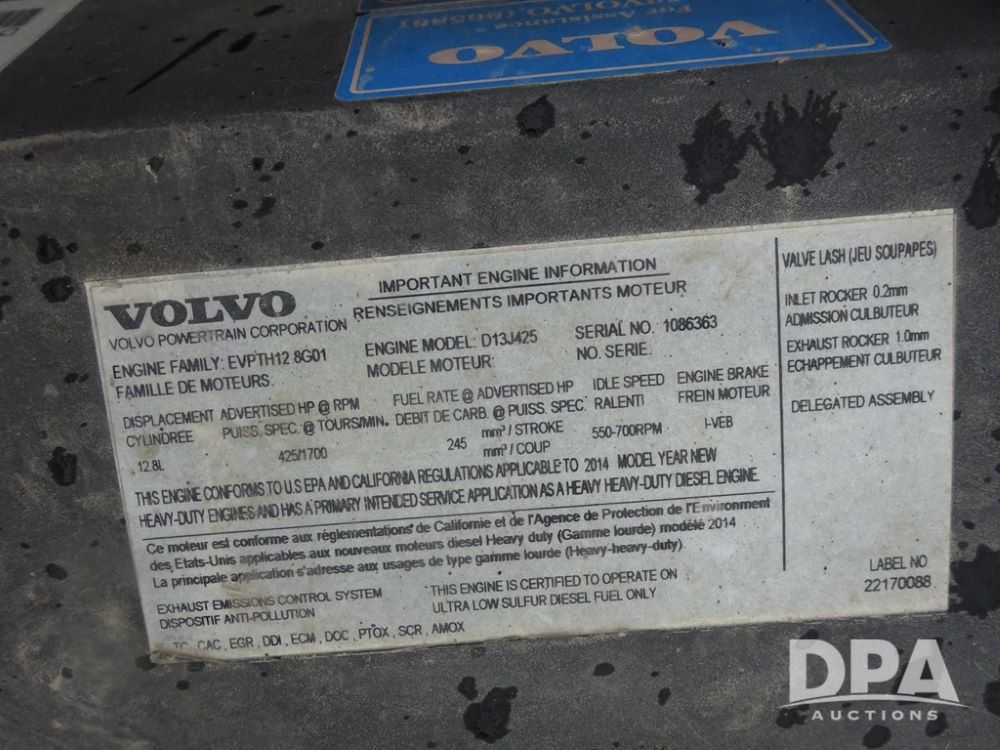 VOLVO
For Assistance
VOLVO (86586)
VOLVO
VOLVO POWERTRAIN CORPORATION
IMPORTANT ENGINE INFORMATION
RENSEIGNEMENTS IMPORTANTS MOTEUR
ENGINE FAMILY: EVPTH12.8G01
FAMILLE DE MOTEURS:
ENGINE MODEL: D13J425
MODELE MOTEUR:
SERIAL NO. 1086363
NO. SERIE.
DISPLACEMENT
CYLINDREE
12.8L
ADVERTISED HP @ RPM
PUISS. SPEC. @ TOURS/MIN.
425/1700
FUEL RATE @ ADVERTISED HP
DEBIT DE CARB. @ PUISS. SPEC.
245 mm³ / STROKE
mm³ / COUP
IDLE SPEED
RALENTI
550-700RPM
ENGINE BRAKE
FREIN MOTEUR
I-VEB
THIS ENGINE CONFORMS TO U.S EPA AND CALIFORNIA REGULATIONS APPLICABLE TO 2014 MODEL YEAR NEW
HEAVY-DUTY ENGINES AND HAS A PRIMARY INTENDED SERVICE APPLICATION AS A HEAVY HEAVY-DUTY DIESEL ENGINE.
Ce moteur est conforme aux réglementations de Californie et de l'Agence de Protection de l'Environment
des Etats-Unis applicables aux nouveaux moteurs diesel Heavy duty (Gamme lourde) modélé 2014
La principale application s'adresse aux usages de type gamme lourde (Heavy-heavy-duty)
EXHAUST EMISSIONS CONTROL SYSTEM
DISPOSITIF ANTI-POLLUTION
THIS ENGINE IS CERTIFIED TO OPERATE ON
ULTRA LOW SULFUR DIESEL FUEL ONLY
TC, CAC, EGR, DDI, ECM, DOC, PTOX, SCR, AMOX
VALVE LASH (JEU SOUPAPES)
INLET ROCKER 0.2mm
ADMISSION CULBUTEUR
EXHAUST ROCKER 1.0mm
ECHAPPEMENT CULBUTEUR
DELEGATED ASSEMBLY
LABEL NO
22170088
DPA
AUCTIONS